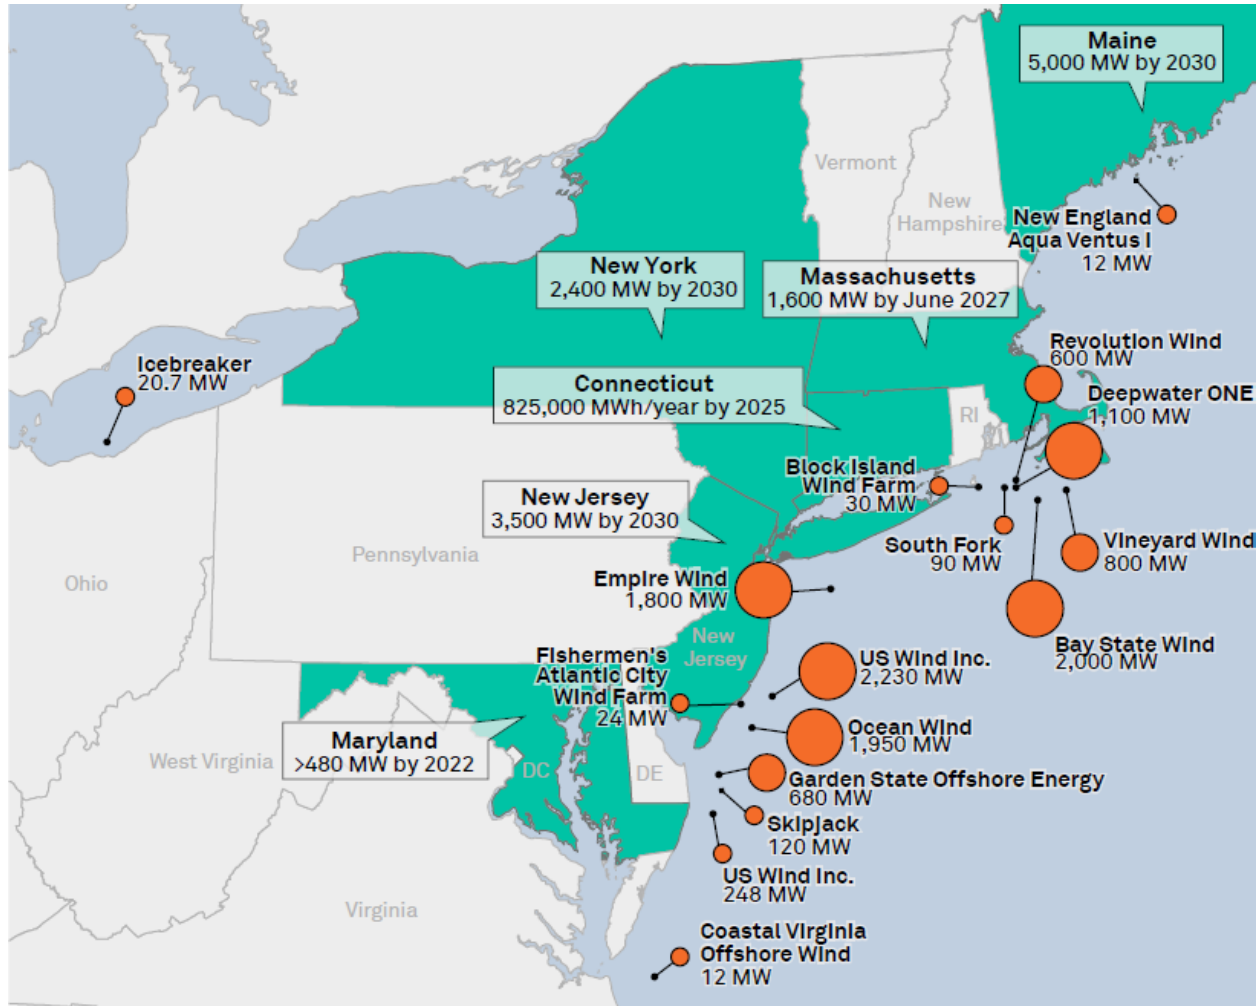 Maine
5,000 MW by 2030
Vermont
New
Hampshire
New England
Aqua Ventus I
12 MW
New York
2,400 MW by 2030
Massachusetts
1,600 MW by June 2027
Icebreaker
20.7 MW
Revolution Wind
600 MW
Connecticut
825,000 MWh/year by 2025
Deepwater ONE
1,100 MW
RI
Block Island
Wind Farm
30 MW
New Jersey
3,500 MW by 2030
South Fork
90 MW
Vineyard Wind
800 MW
Pennsylvania
Ohio
Empire Wind
1,800 MW
Bay State Wind
2,000 MW
New
Jersey
Fishermen's
Atlantic City
Wind Farm
24 MW
US Wind Inc.
2,230 MW
Ocean Wind
1,950 MW
Maryland
>480 MW by 2022
West Virginia
DC
DE
Garden State Offshore Energy
680 MW
Skipjack
120 MW
US Wind Inc.
248 MW
Virginia
Coastal Virginia
Offshore Wind
12 MW